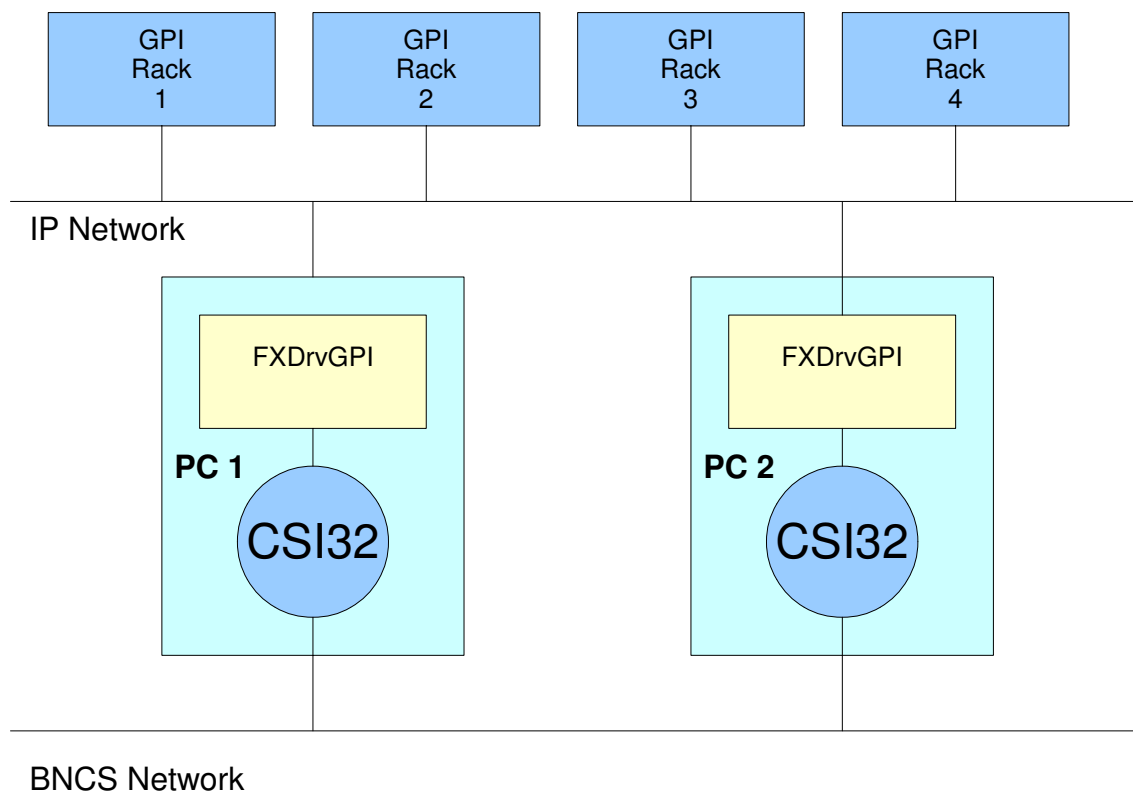 GPI
Rack
1
GPI
Rack
2
GPI
Rack
3
GPI
Rack
4
IP Network
FXDrvGPI
PC 1
CSI32
FXDrvGPI
PC 2
CSI32
BNCS Network